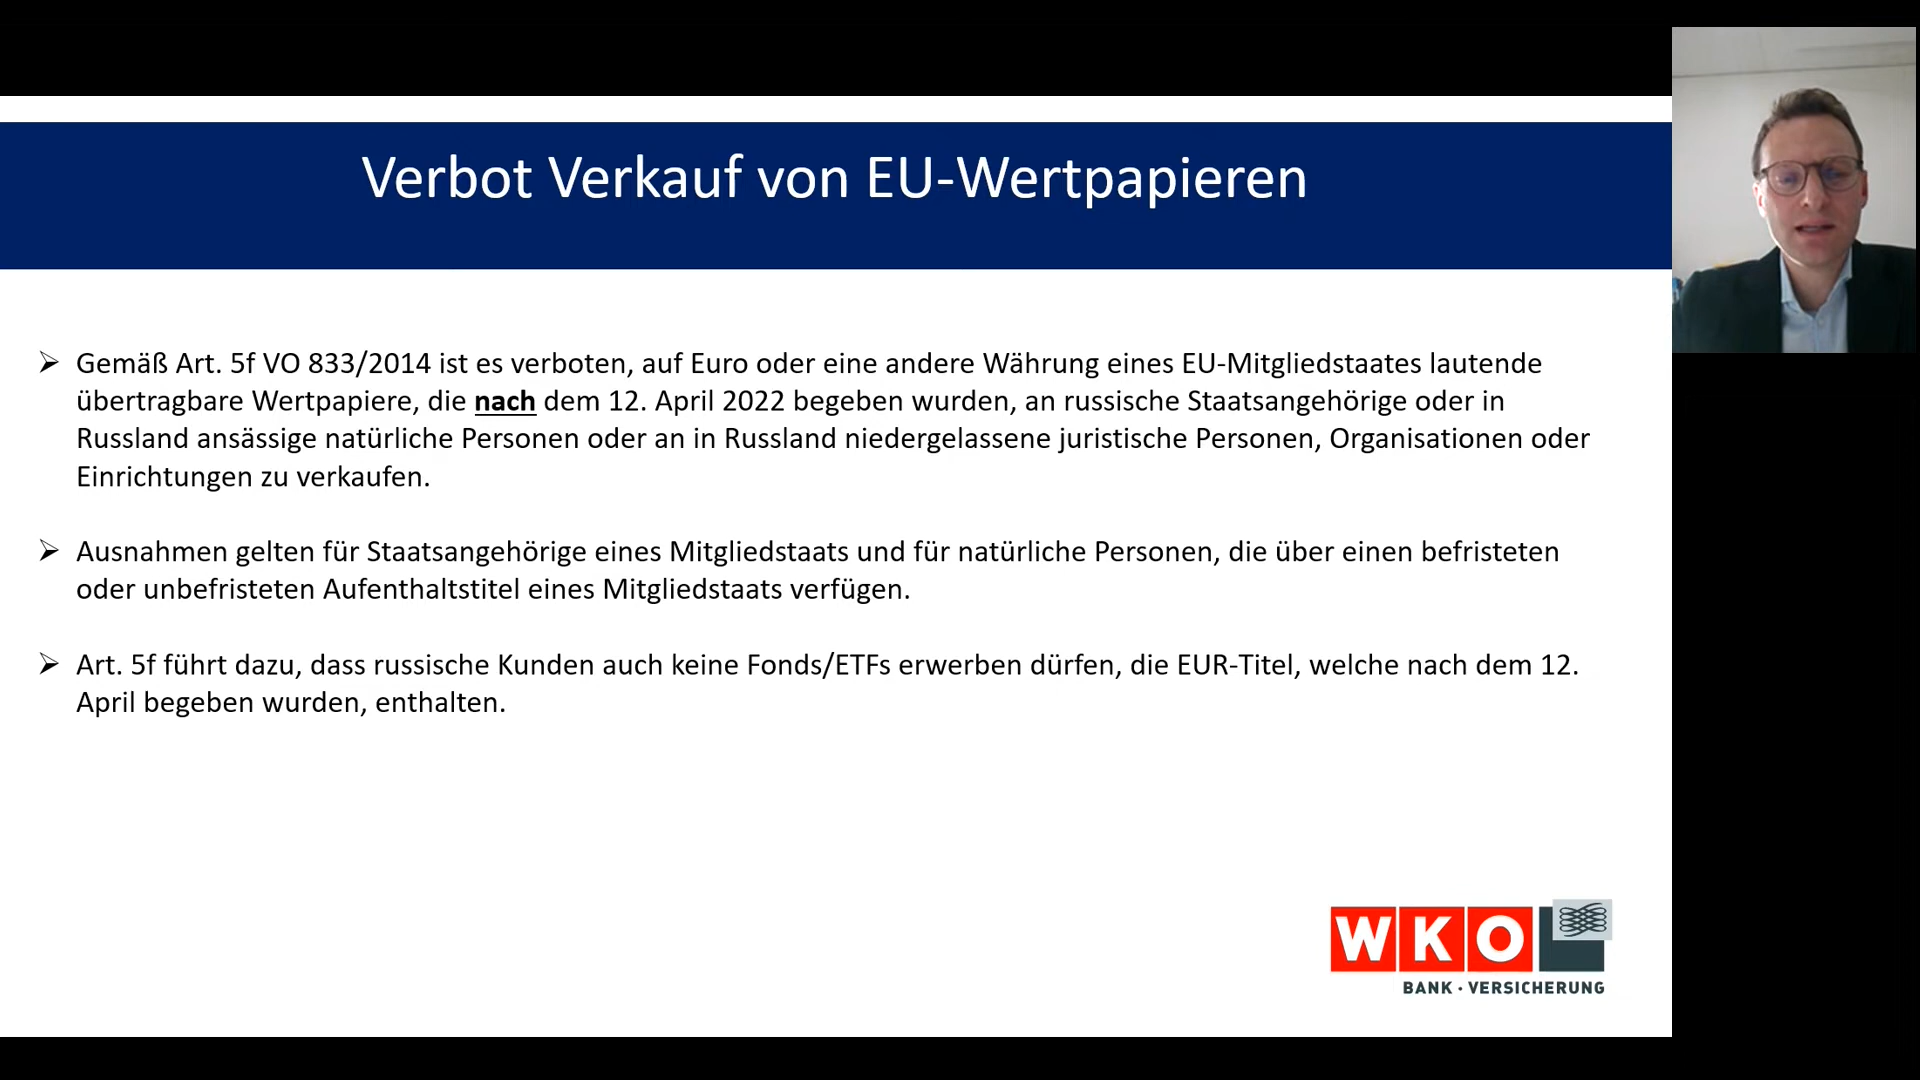 Verbot Verkauf von EU-Wertpapieren
Gemäß Art. 5f VO 833/2014 ist es verboten, auf Euro oder eine andere Währung eines EU-Mitgliedstaates lautende
übertragbare Wertpapiere, die nach dem 12. April 2022 begeben wurden, an russische Staatsangehörige oder in
Russland ansässige natürliche Personen oder an in Russland niedergelassene juristische Personen, Organisationen oder
Einrichtungen zu verkaufen.
Ausnahmen gelten für Staatsangehörige eines Mitgliedstaats und für natürliche Personen, die über einen befristeten
oder unbefristeten Aufenthaltstitel eines Mitgliedstaats verfügen.
Art. 5f führt dazu, dass russische Kunden auch keine Fonds/ETFs erwerben dürfen, die EUR-Titel, welche nach dem 12.
April begeben wurden, enthalten.
WKO
BANK · VERSICHERUNG